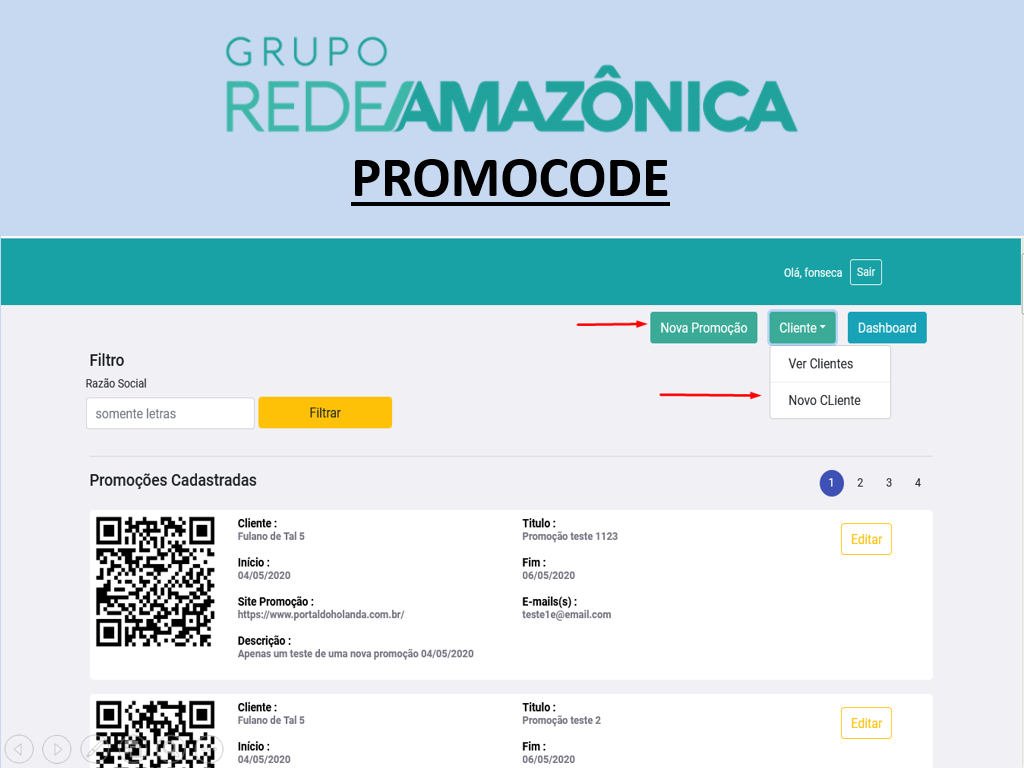 GRUPO
REDE/AMAZÔNICA
PROMOCODE
Olá, fonseca Sair
Nova Promoção Cliente Dashboard
Ver Clientes
Novo CLiente
Filtro
Razão Social
somente letras Filtrar
Promoções Cadastradas 1 2 3 4
Cliente : Titulo : Editar
Fulano de Tal 5 Promoção teste 1123
Início : Fim :
04/05/2020 06/05/2020
Site Promoção : E-mails(s) :
https://www.portaldoholanda.com.br/ teste1e@email.com
Descrição :
Apenas um teste de uma nova promoção 04/05/2020
Cliente : Titulo : Editar
Fulano de Tal 5 Promoção teste 2
Início : Fim :
04/05/2020 06/05/2020